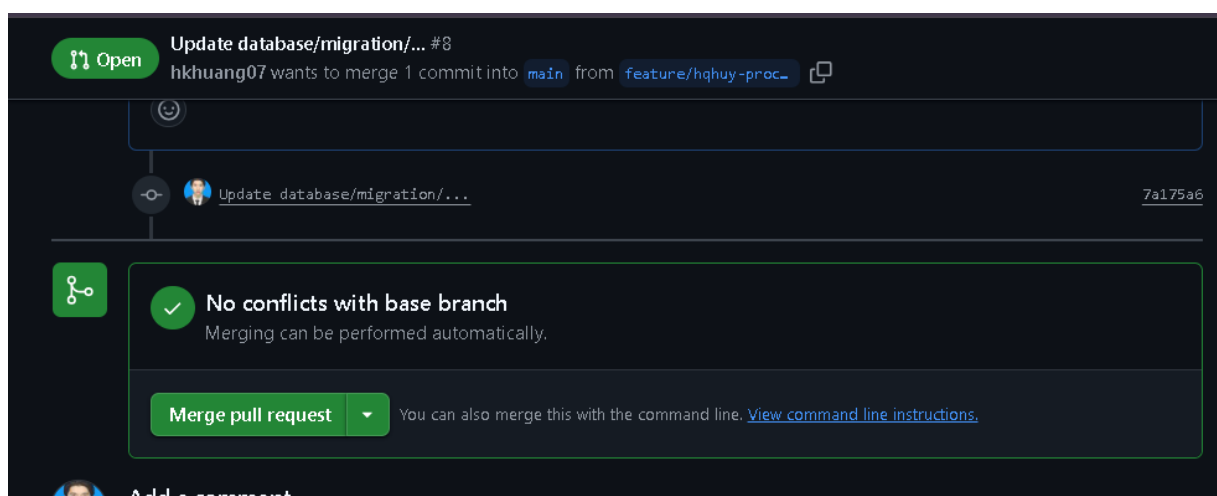 Open
Update database/migration/... #8
hkhuang07 wants to merge 1 commit into main from feature/hqhuy-proc…
Update database/migration/... 7a175a6
No conflicts with base branch
Merging can be performed automatically.
Merge pull request You can also merge this with the command line. View command line instructions.
Add a comment